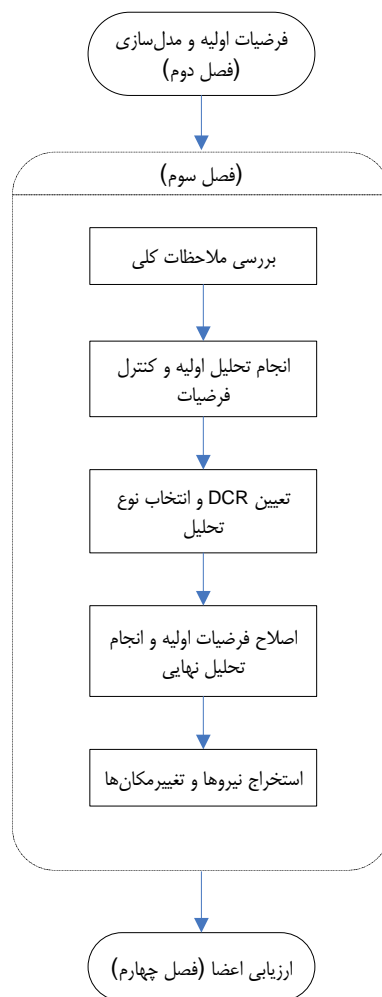 فرضیات اولیه و مدل‌سازی
(فصل دوم)
(فصل سوم)
بررسی ملاحظات کلی
انجام تحلیل اولیه و کنترل
فرضیات
تعیین DCR و انتخاب نوع
تحلیل
اصلاح فرضیات اولیه و انجام
تحلیل نهایی
استخراج نیروها و تغییرمکان‌ها
ارزیابی اعضا (فصل چهارم)